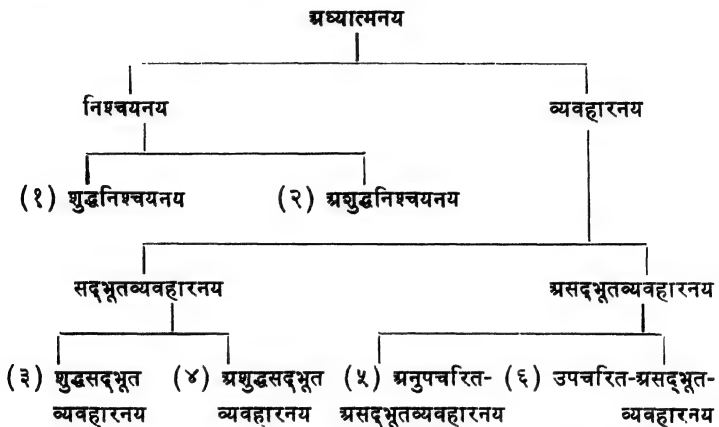 अध्यात्मनय
निश्चयनय व्यवहारनय
(१) शुद्धनिश्चयनय (२) अशुद्धनिश्चयनय
सद्भूतव्यवहारनय असद्भूतव्यवहारनय
(३) शुद्धसद्भूत (४) अशुद्धसद्भूत (५) अनुपचरित- (६) उपचरित-असद्भूत-
व्यवहारनय व्यवहारनय असद्भूतव्यवहारनय व्यवहारनय